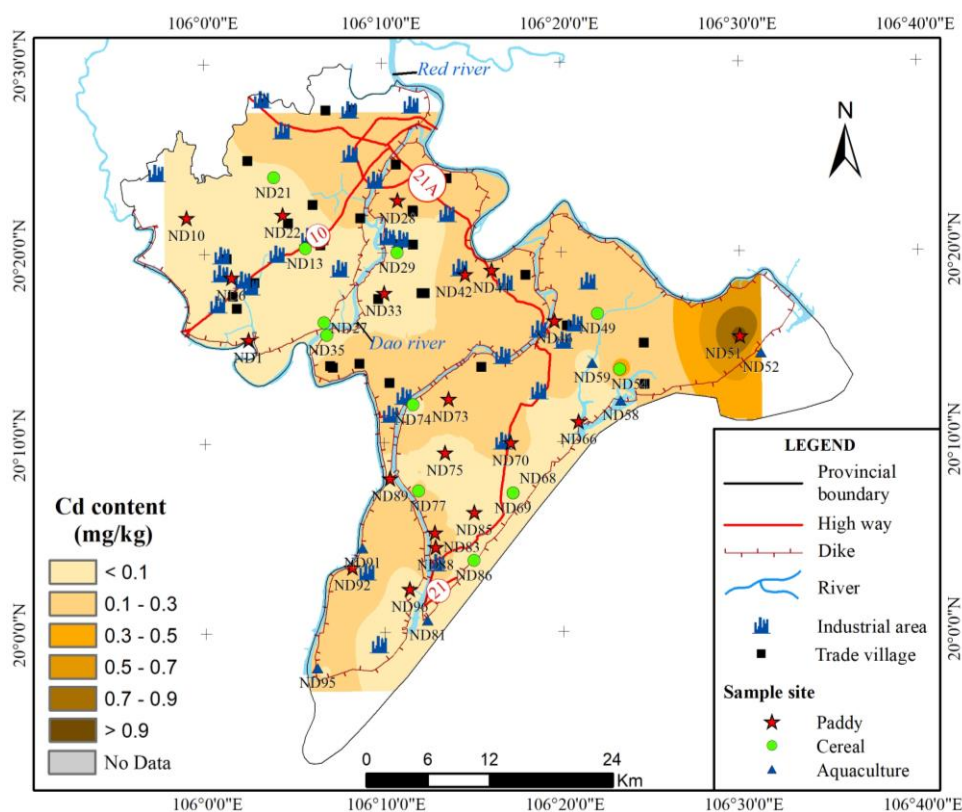 106°0'0"E 106°10'0"E 106°20'0"E 106°30'0"E 106°40'0"E
20°30'0"N
20°20'0"N
20°10'0"N
20°0'0"N
20°20'0"N
20°10'0"N
20°0'0"N
Red river
N
21A
ND21
ND10
ND22
10
ND28
ND13
ND29
ND42
ND33
ND27
ND49
ND1
ND35
Dao river
ND51
ND52
ND59
ND58
ND74
ND73
ND66
ND75
ND70
ND68
ND89
ND77
ND69
ND85
ND83
ND91
ND88
ND86
ND92
21
ND96
ND81
ND95
Cd content
(mg/kg)
< 0.1
0.1 - 0.3
0.3 - 0.5
0.5 - 0.7
0.7 - 0.9
> 0.9
No Data
0 6 12 24
Km
LEGEND
Provincial
boundary
High way
Dike
River
Industrial area
Trade village
Sample site
Paddy
Cereal
Aquaculture
106°0'0"E 106°10'0"E 106°20'0"E 106°30'0"E 106°40'0"E